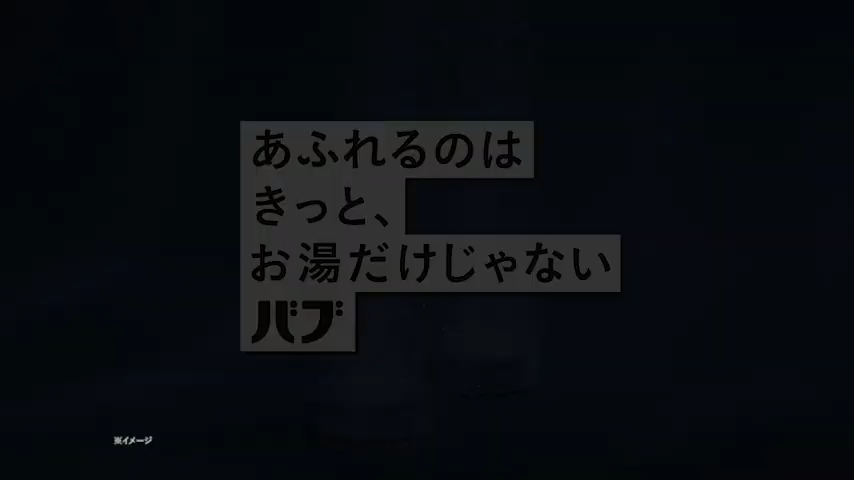 あふれるのは
きっと、
お湯だけじゃない
バブ
※イメージ